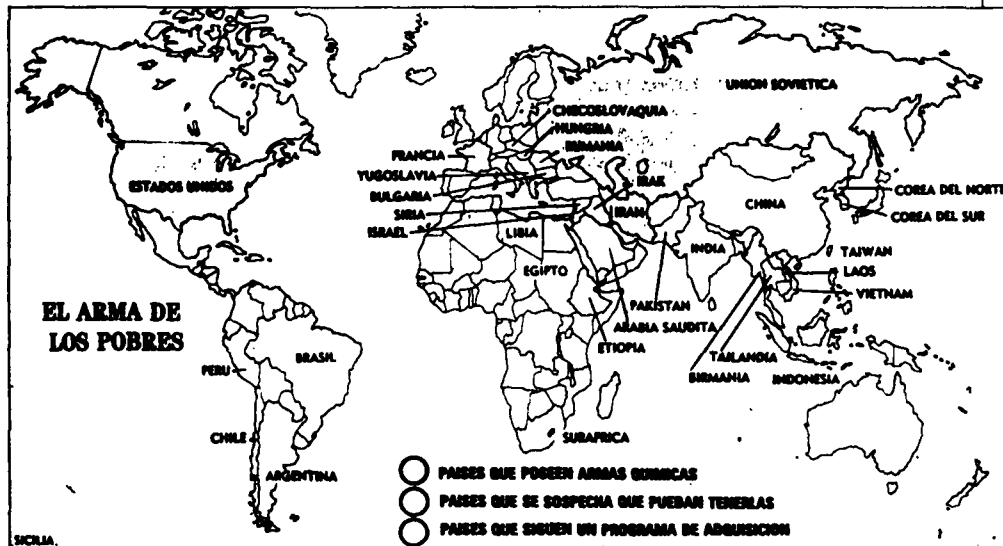 UNION SOVIETICA
CHECOSLOVAQUIA
HUNGRIA
RUMANIA
FRANCIA
YUGOSLAVIA
BULGARIA
SIRIA
ISRAEL
IRAK
IRAN
LIBIA
EGIPTO
ESTADOS UNIDOS
CHINA
COREA DEL NORTE
COREA DEL SUR
INDIA
TAIWAN
LAOS
VIETNAM
PAKISTAN
ARABIA SAUDITA
ETIOPIA
TAILANDIA
BIRMANIA
INDONESIA
EL ARMA DE
LOS POBRES
BRASIL
PERU
CHILE
ARGENTINA
SURAFRICA
PAISES QUE POSEEN ARMAS QUIMICAS
PAISES QUE SE SOSPECHA QUE PUEDAN TENERLAS
PAISES QUE SIGUEN UN PROGRAMA DE ADQUISICION
SICILIA